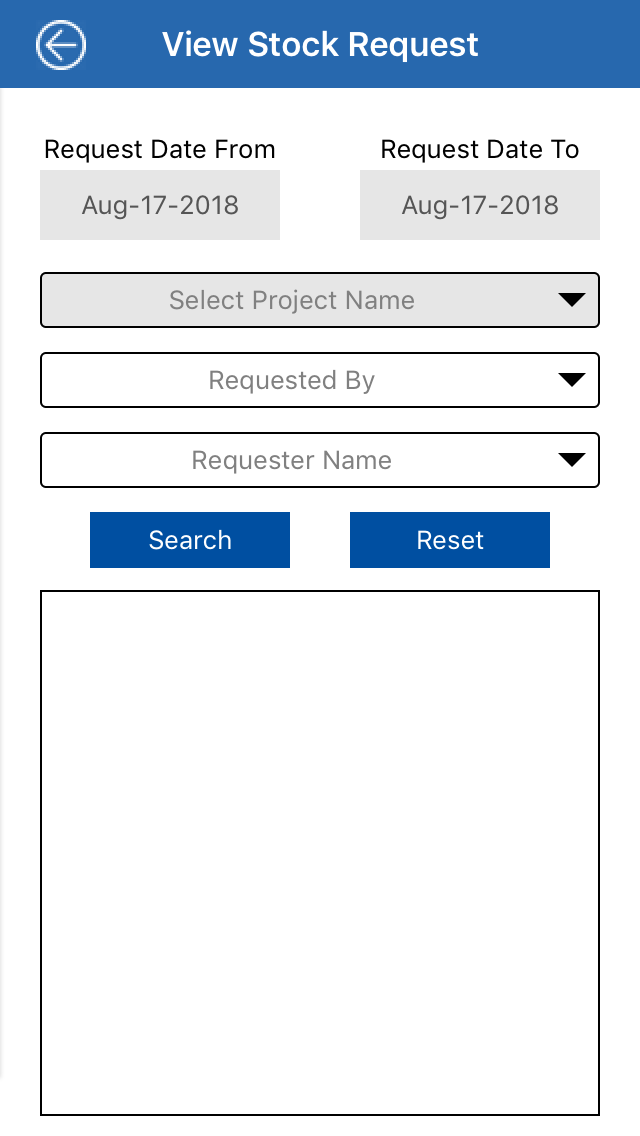 View Stock Request
Request Date From
Request Date To
Aug-17-2018
Aug-17-2018
Select Project Name
Requested By
Requester Name
Search
Reset